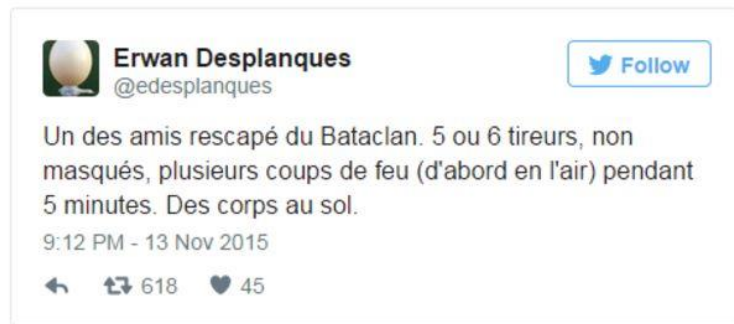 Erwan Desplanques
@edesplanques
Follow
Un des amis rescapé du Bataclan. 5 ou 6 tireurs, non
masqués, plusieurs coups de feu (d'abord en l'air) pendant
5 minutes. Des corps au sol.
9:12 PM - 13 Nov 2015
618 45